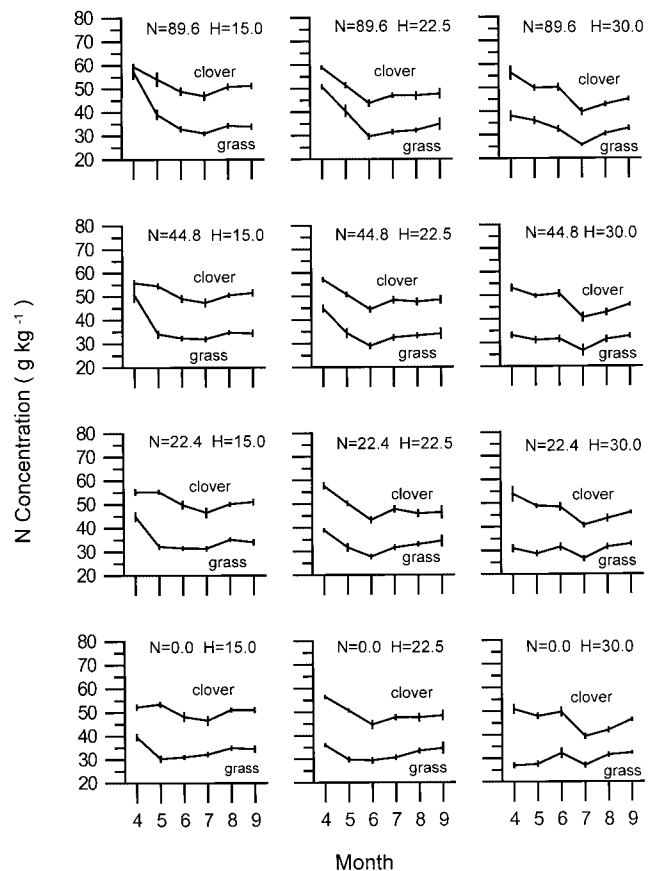 N=89.6 H=15.0
N=89.6 H=22.5
N=89.6 H=30.0
80
70
60
50
40
30
20
clover
grass
clover
grass
clover
grass
N=44.8 H=15.0
N=44.8 H=22.5
N=44.8 H=30.0
80
70
60
50
40
30
20
clover
grass
clover
grass
clover
grass
N Concentration ( g kg -1 )
N=22.4 H=15.0
N=22.4 H=22.5
N=22.4 H=30.0
80
70
60
50
40
30
20
clover
grass
clover
grass
clover
grass
N=0.0 H=15.0
N=0.0 H=22.5
N=0.0 H=30.0
80
70
60
50
40
30
20
clover
grass
clover
grass
clover
grass
4 5 6 7 8 9
4 5 6 7 8 9
4 5 6 7 8 9
Month